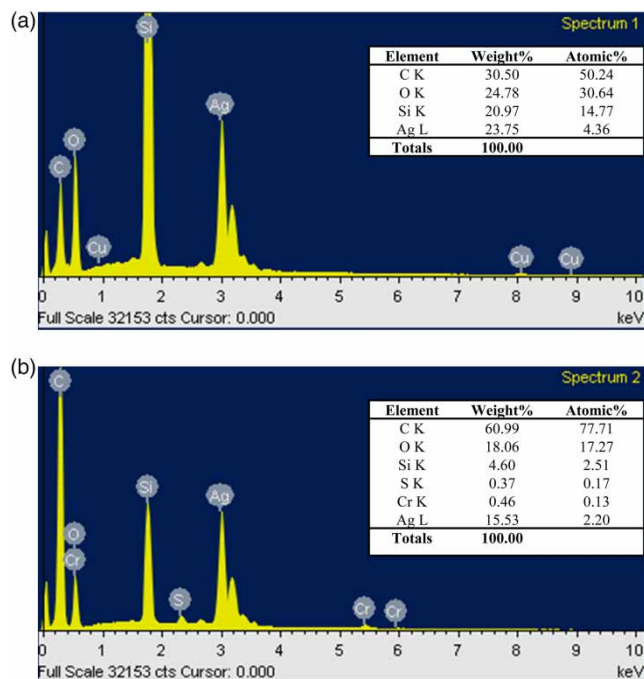 (a)
Spectrum 1
Si
Element Weight% Atomic%
C K 30.50 50.24
O K 24.78 30.64
Si K 20.97 14.77
Ag L 23.75 4.36
Totals 100.00
Ag
O
C
Cu Cu Cu
0 1 2 3 4 5 6 7 8 9 10
Full Scale 32153 cts Cursor: 0.000 keV
(b)
Spectrum 2
C
Element Weight% Atomic%
C K 60.99 77.71
O K 18.06 17.27
Si K 4.60 2.51
S K 0.37 0.17
Cr K 0.46 0.13
Ag L 15.53 2.20
Totals 100.00
Si Ag
O
Cr
S Cr Cr
0 1 2 3 4 5 6 7 8 9 10
Full Scale 32153 cts Cursor: 0.000 keV